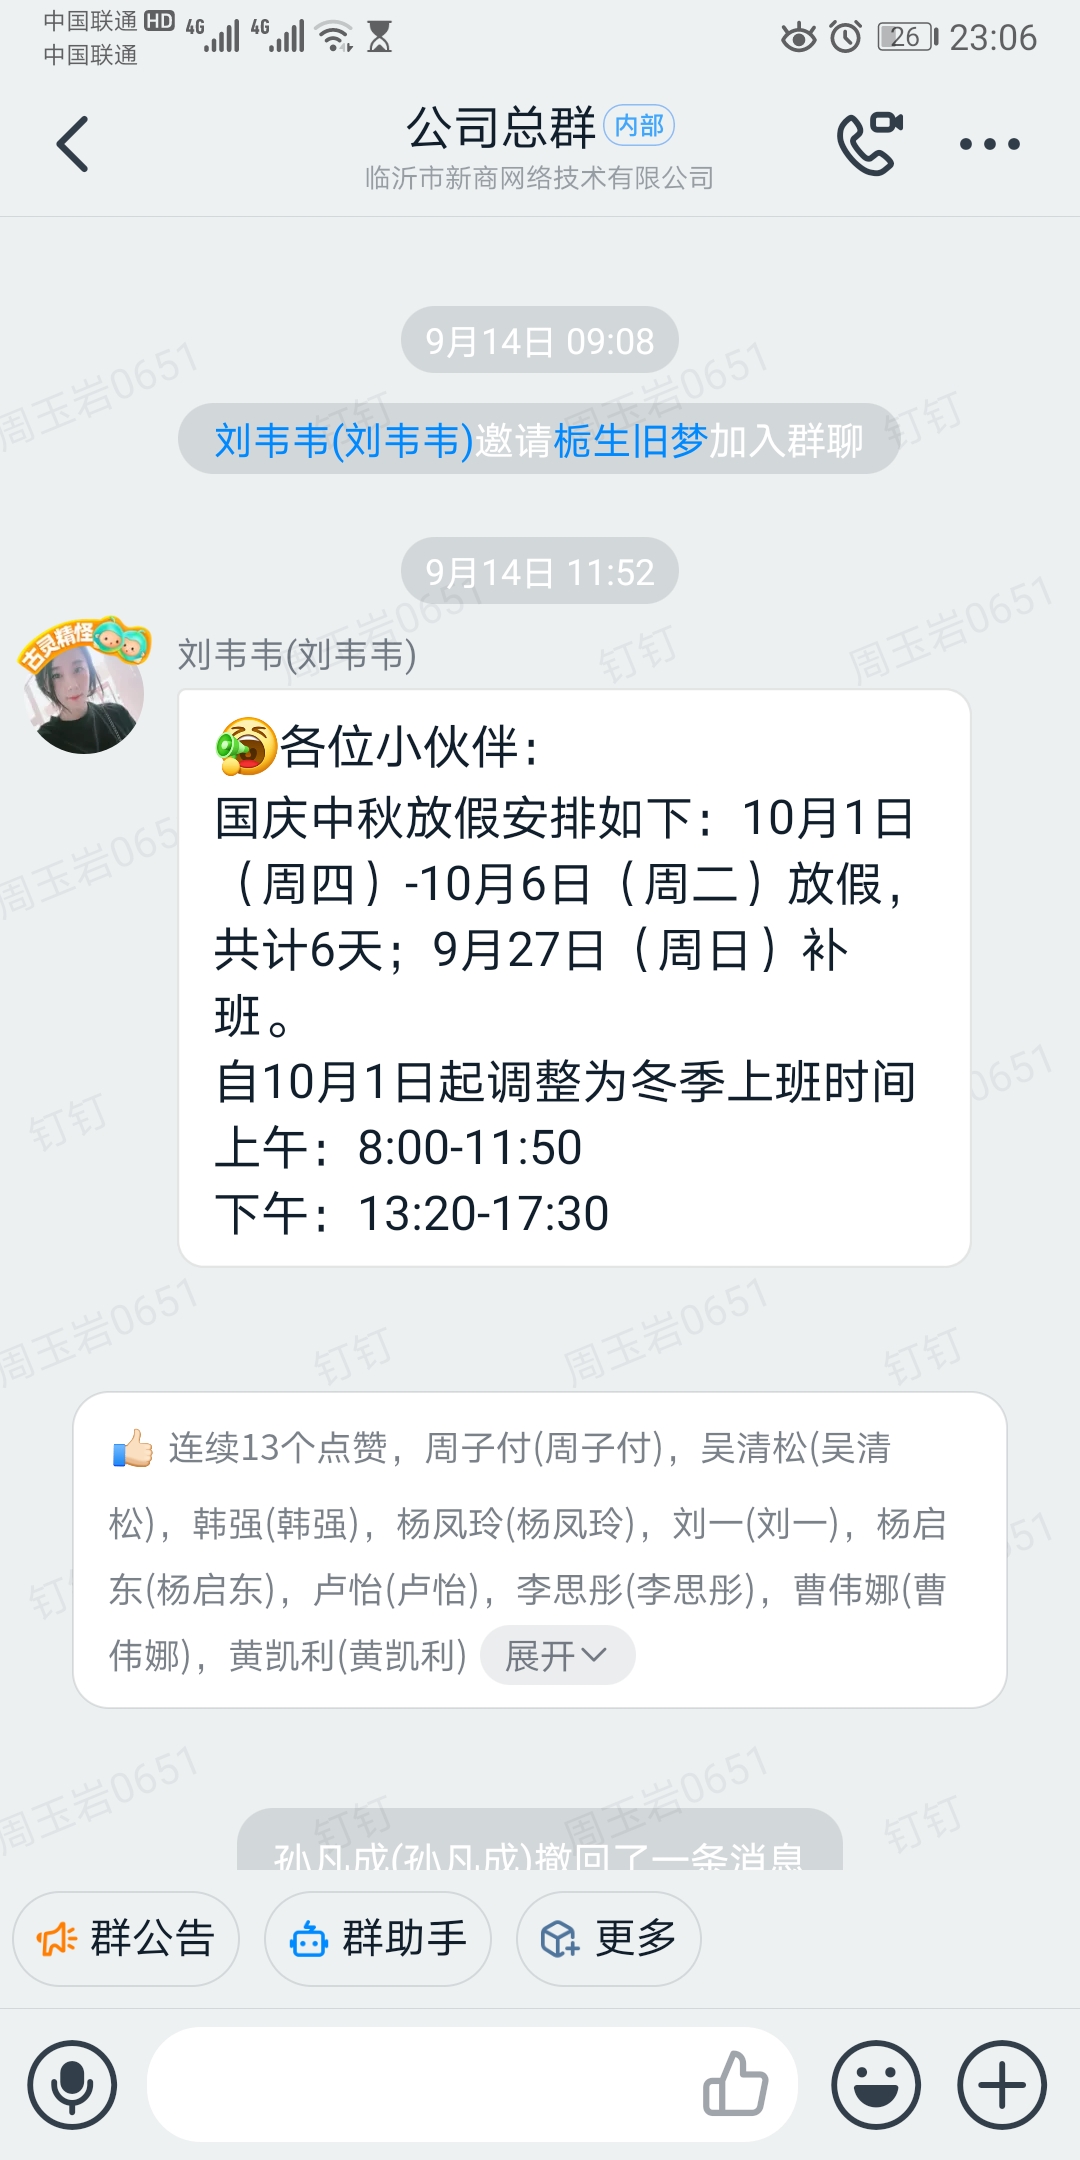 中国联通 HD 4G 4G 26 23:06
中国联通
公司总群 内部
临沂市新商网络技术有限公司
9月14日 09:08
刘韦韦(刘韦韦)邀请栀生旧梦加入群聊
9月14日 11:52
古灵精怪
刘韦韦(刘韦韦)
各位小伙伴：
国庆中秋放假安排如下：10月1日
（周四）-10月6日（周二）放假，
共计6天；9月27日（周日）补
班。
自10月1日起调整为冬季上班时间
上午：8:00-11:50
下午：13:20-17:30
连续13个点赞，周子付(周子付)，吴清松(吴清
松)，韩强(韩强)，杨凤玲(杨凤玲)，刘一(刘一)，杨启
东(杨启东)，卢怡(卢怡)，李思彤(李思彤)，曹伟娜(曹
伟娜)，黄凯利(黄凯利) 展开
孙凡成(孙凡成)撤回了一条消息
群公告 群助手 更多
周玉岩0651 钉钉